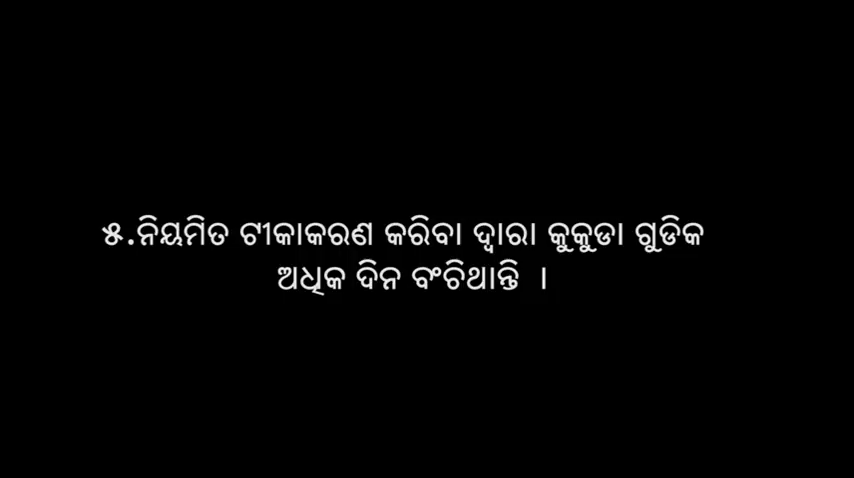 ୫.ନିୟମିତ ଟୀକାକରଣ କରିବା ଦ୍ୱାରା କୁକୁଡା ଗୁଡିକ
ଅଧିକ ଦିନ ବଂଚିଥାନ୍ତି ।